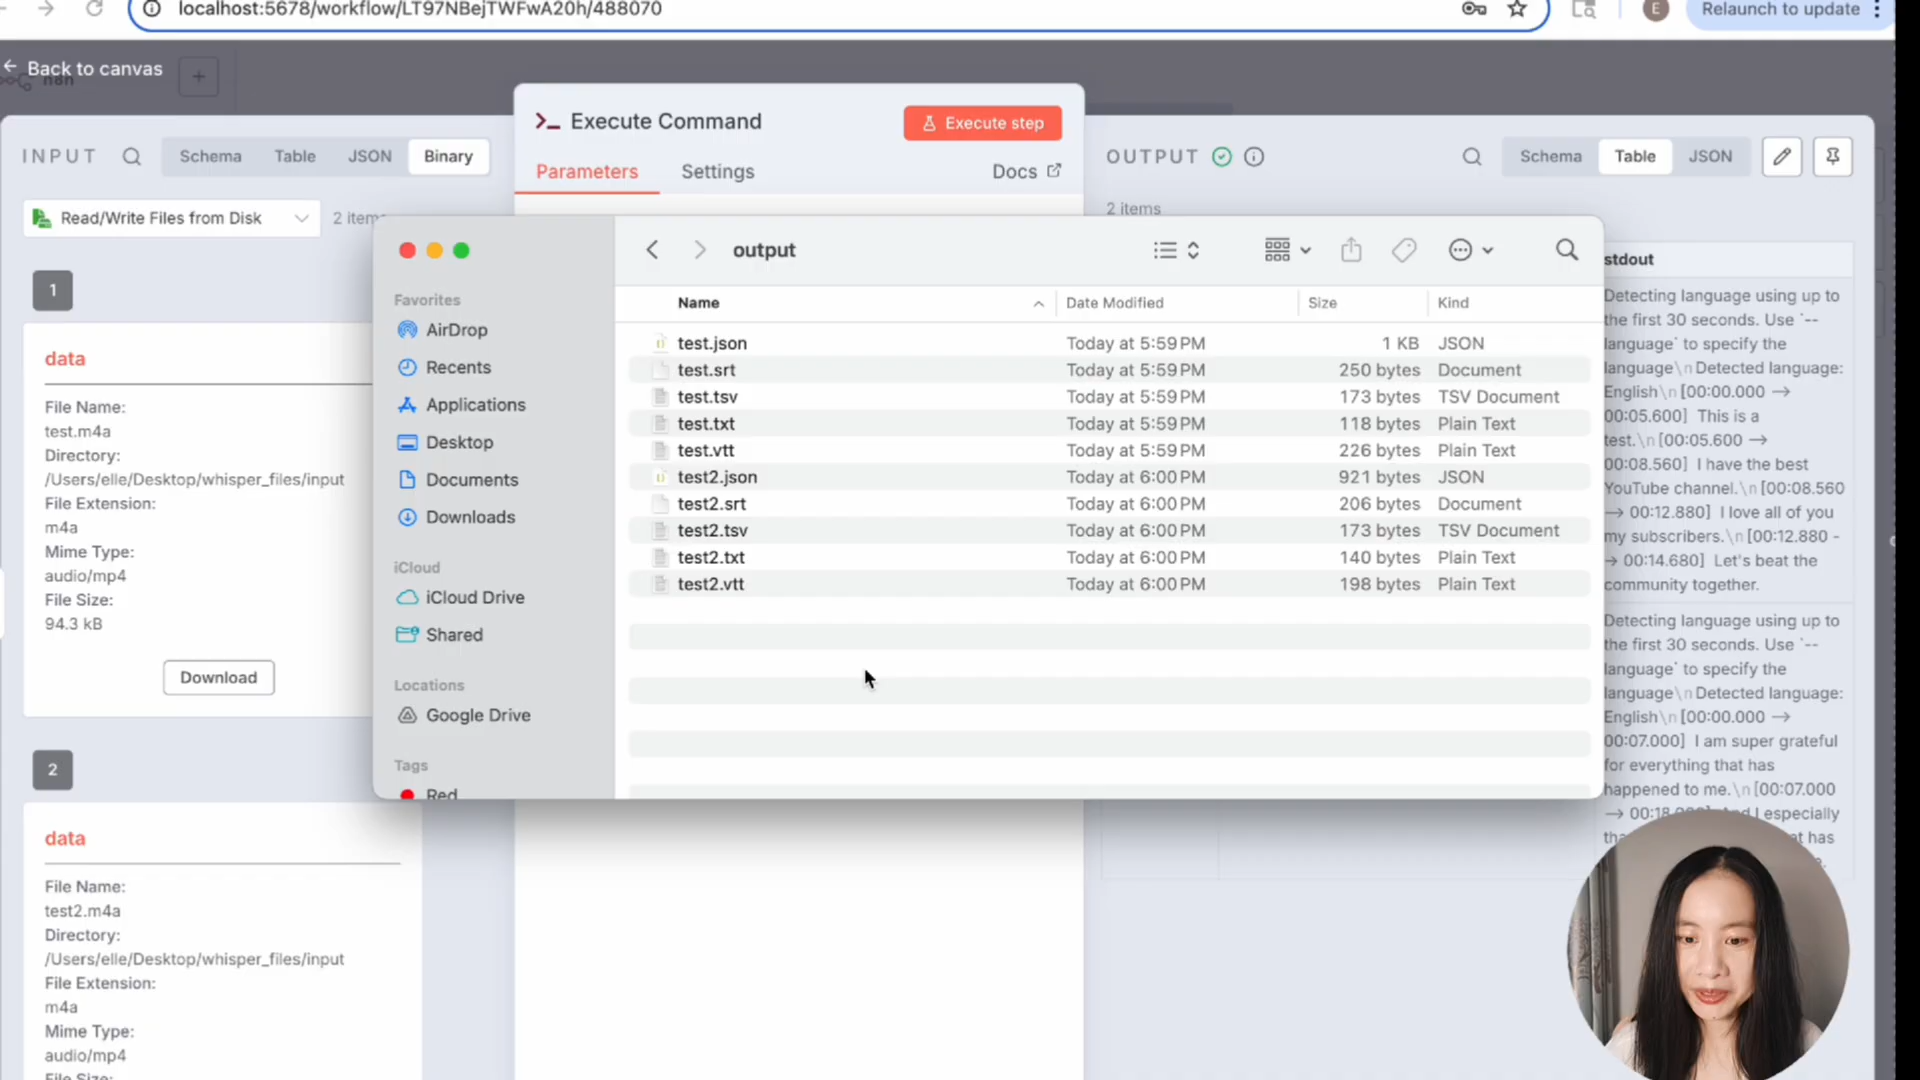 localhost:5678/workflow/LT97NBejTWFwA20h/488070
E
Relaunch to update
Back to canvas
n8n
INPUT
Schema
Table
JSON
Binary
Read/Write Files from Disk
2 items
1
data
File Name:
test.m4a
Directory:
/Users/elle/Desktop/whisper_files/input
File Extension:
m4a
Mime Type:
audio/mp4
File Size:
94.3 kB
Download
2
data
File Name:
test2.m4a
Directory:
/Users/elle/Desktop/whisper_files/input
File Extension:
m4a
Mime Type:
audio/mp4
File Size:
Execute Command
Execute step
Parameters
Settings
Docs
output
Favorites
AirDrop
Recents
Applications
Desktop
Documents
Downloads
iCloud
iCloud Drive
Shared
Locations
Google Drive
Tags
Red
Name Date Modified Size Kind
test.json Today at 5:59 PM 1 KB JSON
test.srt Today at 5:59 PM 250 bytes Document
test.tsv Today at 5:59 PM 173 bytes TSV Document
test.txt Today at 5:59 PM 118 bytes Plain Text
test.vtt Today at 5:59 PM 226 bytes Plain Text
test2.json Today at 6:00 PM 921 bytes JSON
test2.srt Today at 6:00 PM 206 bytes Document
test2.tsv Today at 6:00 PM 173 bytes TSV Document
test2.txt Today at 6:00 PM 140 bytes Plain Text
test2.vtt Today at 6:00 PM 198 bytes Plain Text
OUTPUT
Schema
Table
JSON
2 items
stdout
Detecting language using up to
the first 30 seconds. Use `--
language` to specify the
language\nDetected language:
English\n[00:00.000 →
00:05.600] This is a
test.\n[00:05.600 →
00:08.560] I have the best
YouTube channel.\n[00:08.560
→ 00:12.880] I love all of you
my subscribers.\n[00:12.880 -
→ 00:14.680] Let's beat the
community together.
Detecting language using up to
the first 30 seconds. Use `--
language` to specify the
language\nDetected language:
English\n[00:00.000 →
00:07.000] I am super grateful
for everything that has
happened to me.\n[00:07.000
→ 00:18 I especially
has